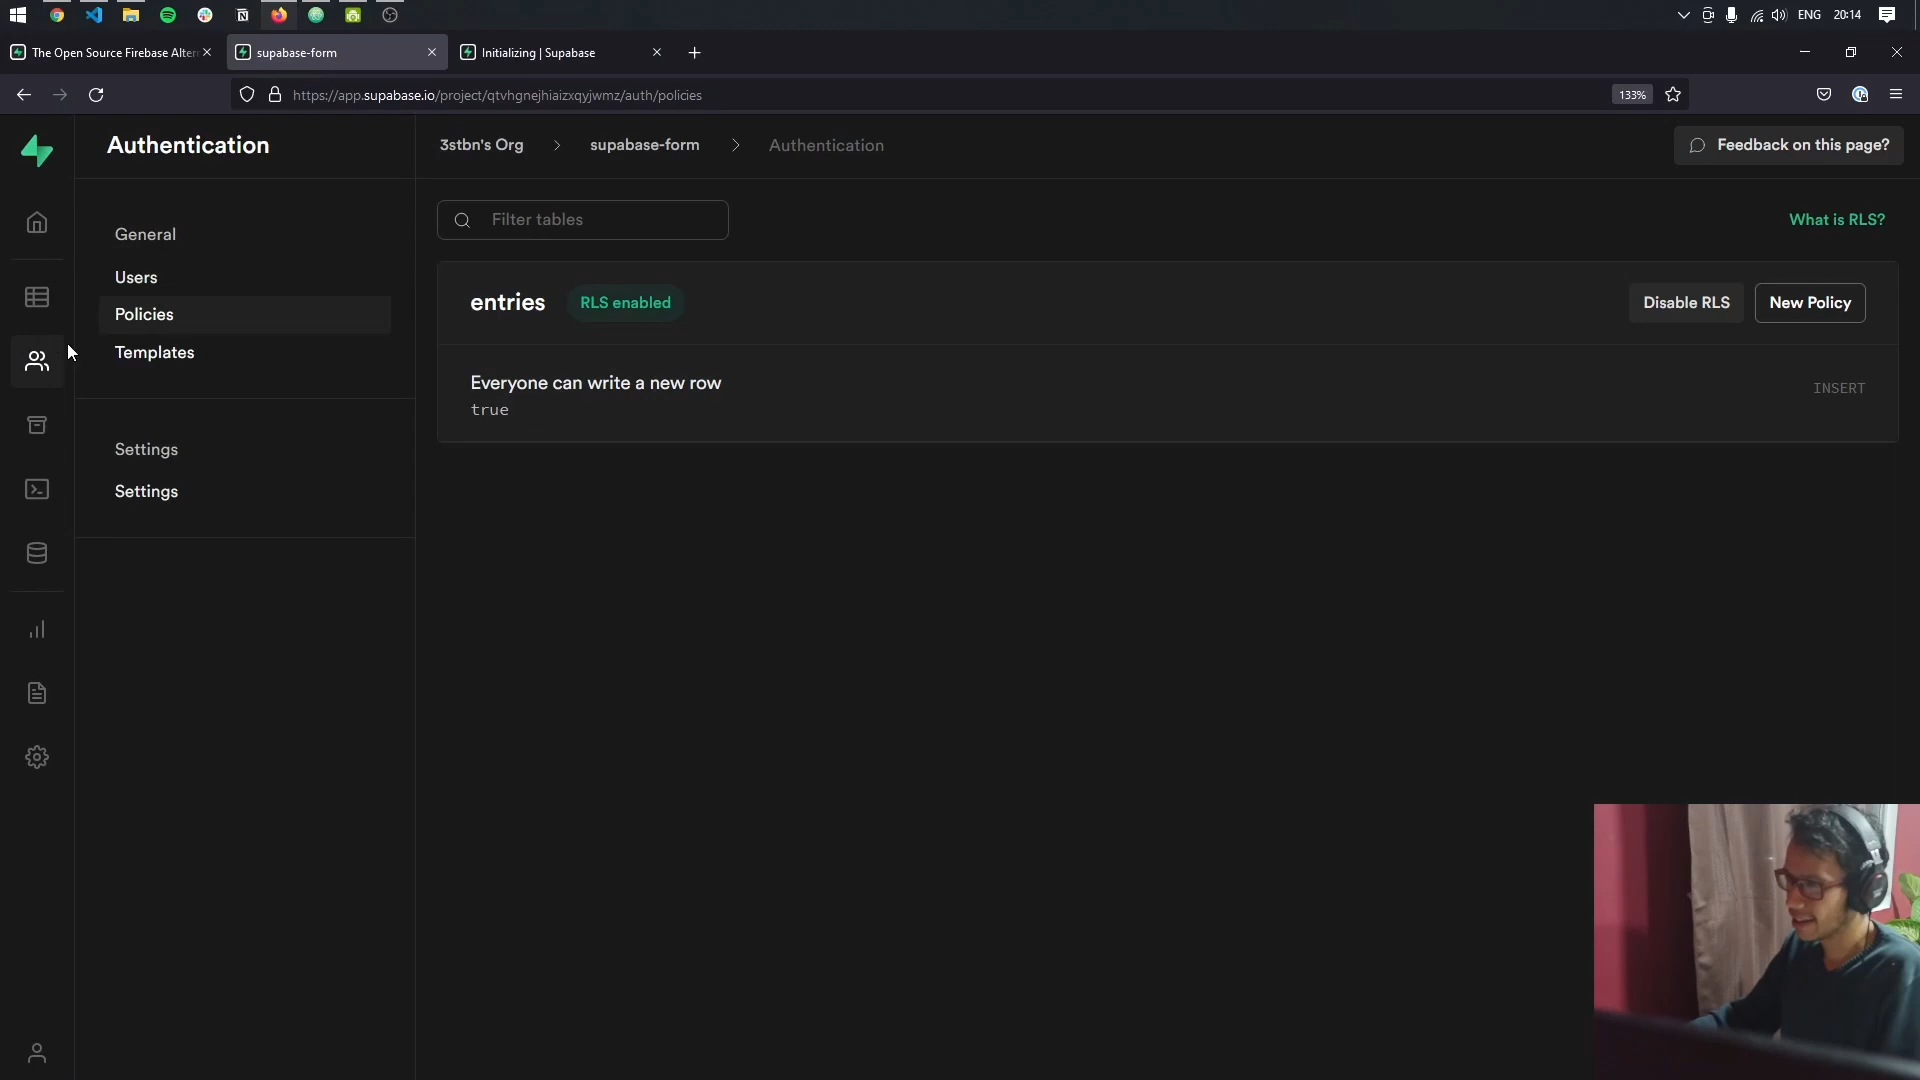 ENG
20:14
The Open Source Firebase Alter
supabase-form
Initializing | Supabase
https://app.supabase.io/project/qtvhgnejhiaizxqyjwmz/auth/policies
133%
Authentication
3stbn's Org
supabase-form
Authentication
Feedback on this page?
General
Users
Policies
Templates
Settings
Settings
Filter tables
What is RLS?
entries
RLS enabled
Disable RLS
New Policy
Everyone can write a new row
true
INSERT